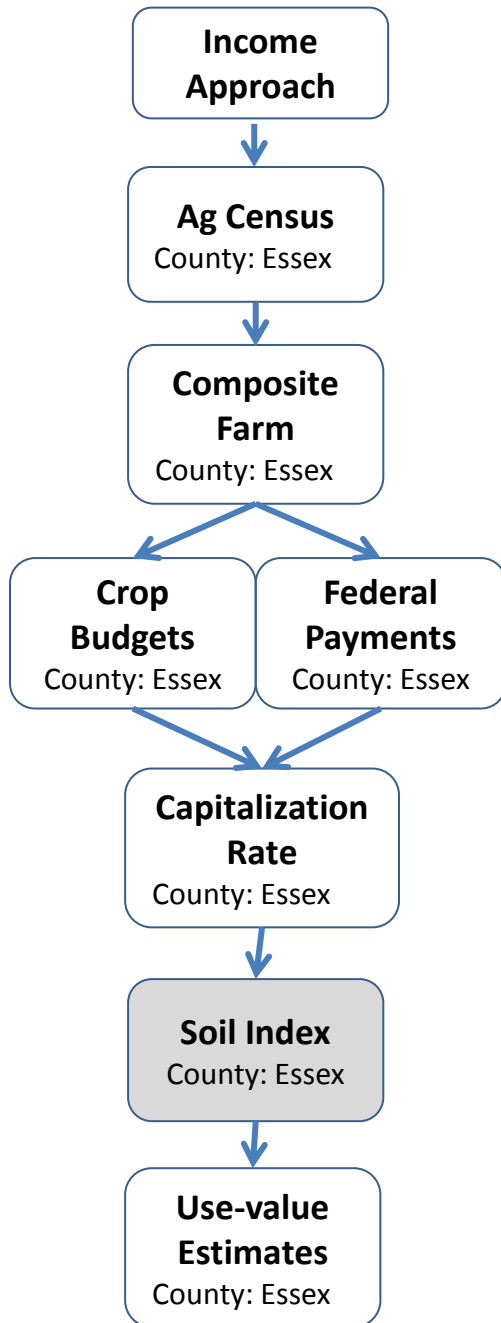 Income
Approach
Ag Census
County: Essex
Composite
Farm
County: Essex
Crop
Budgets
County: Essex
Federal
Payments
County: Essex
Capitalization
Rate
County: Essex
Soil Index
County: Essex
Use-value
Estimates
County: Essex